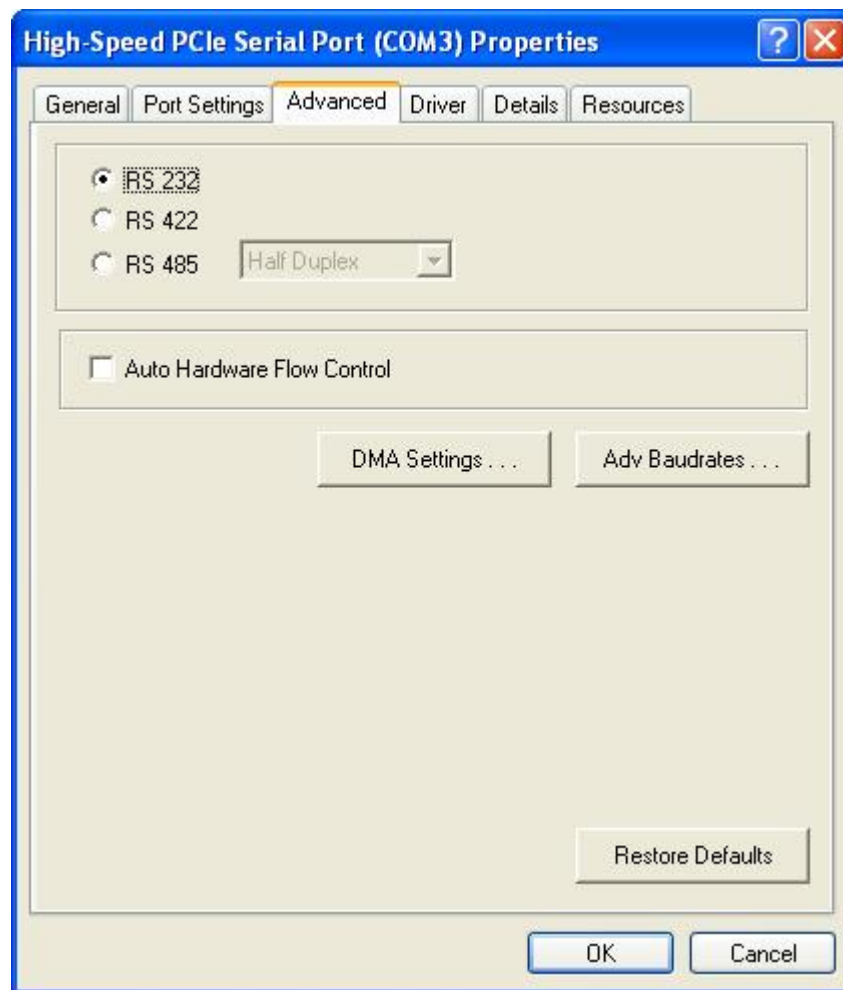 High-Speed PCIe Serial Port (COM3) Properties
General Port Settings Advanced Driver Details Resources
RS 232
RS 422
RS 485 Half Duplex
Auto Hardware Flow Control
DMA Settings . . . Adv Baudrates . . .
Restore Defaults
OK Cancel